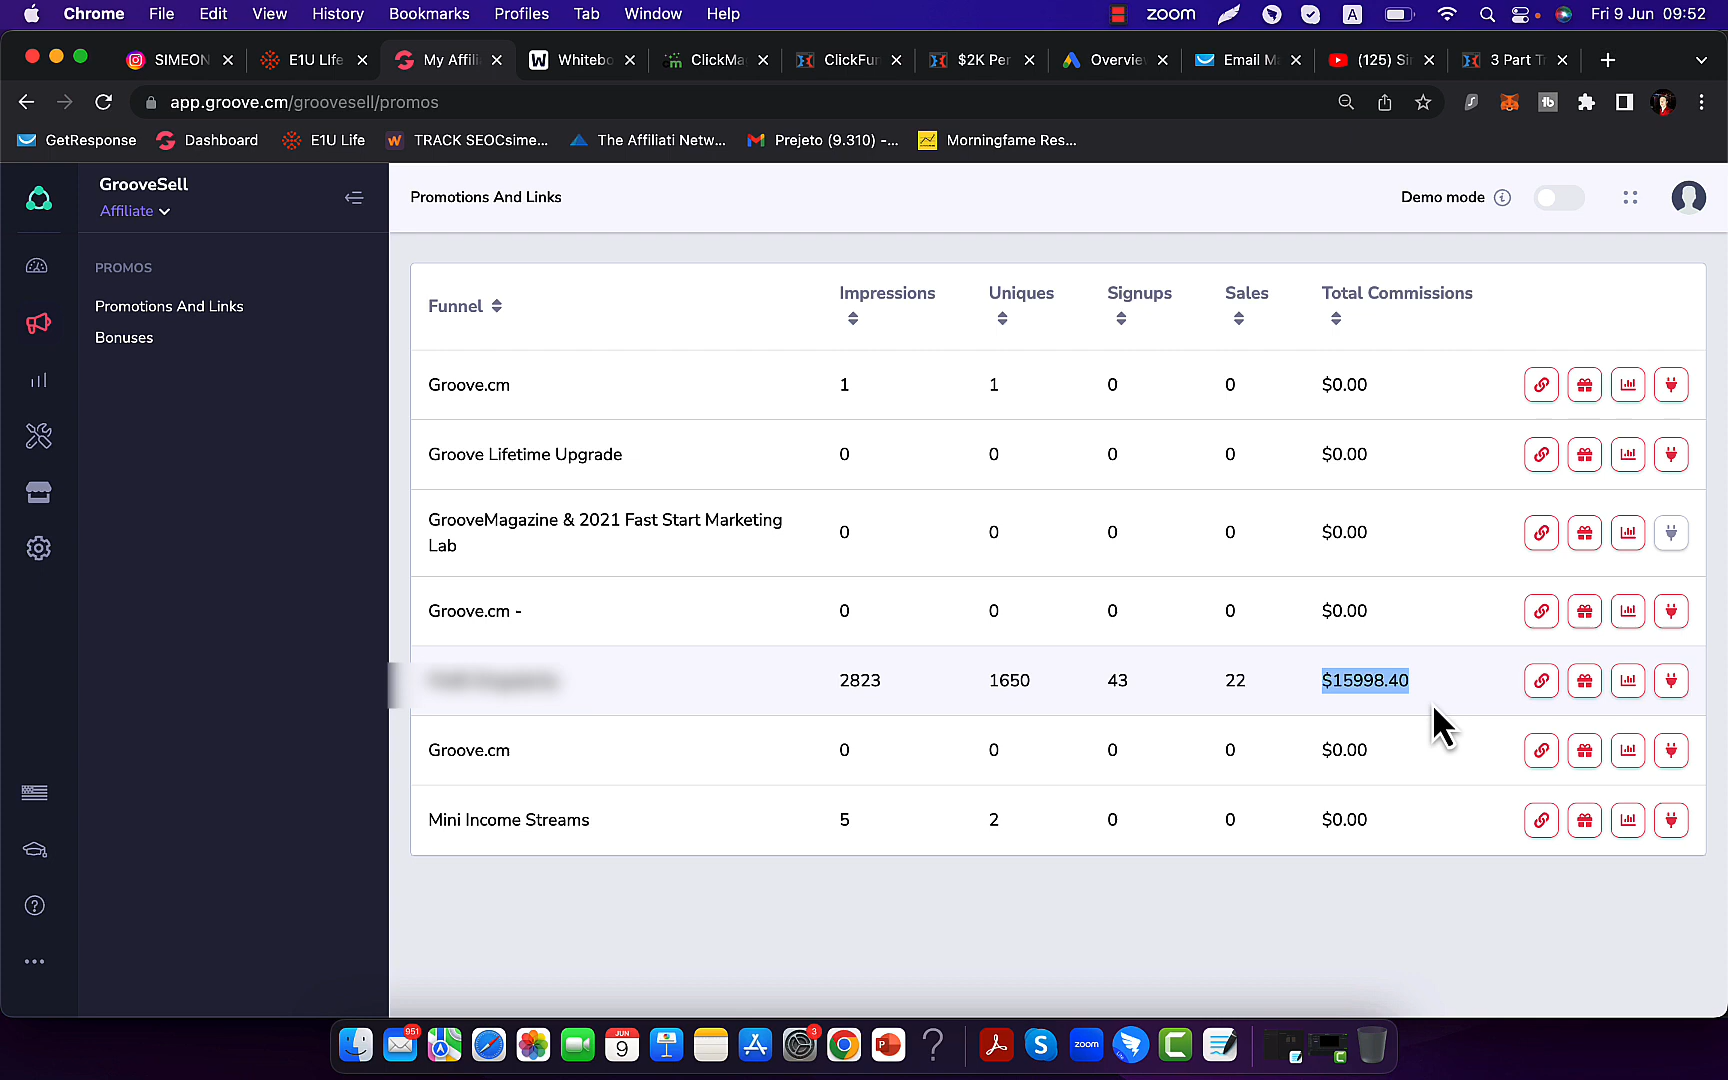 Chrome File Edit View History Bookmarks Profiles Tab Window Help zoom A Fri 9 Jun 09:52
SIMEON E1U LIfe My Affili Whitebo ClickMa ClickFur $2K Per Overvie Email M (125) Si 3 Part T
app.groove.cm/groovesell/promos
GetResponse Dashboard E1U Life TRACK SEOCsime... The Affiliati Netw... Prejeto (9.310) -... Morningfame Res...
GrooveSell
Affiliate
Promotions And Links Demo mode
PROMOS
Promotions And Links
Bonuses
Funnel Impressions Uniques Signups Sales Total Commissions
Groove.cm 1 1 0 0 $0.00
Groove Lifetime Upgrade 0 0 0 0 $0.00
GrooveMagazine & 2021 Fast Start Marketing
Lab 0 0 0 0 $0.00
Groove.cm - 0 0 0 0 $0.00
2823 1650 43 22 $15998.40
Groove.cm 0 0 0 0 $0.00
Mini Income Streams 5 2 0 0 $0.00
951 JUN 9 3 zoom